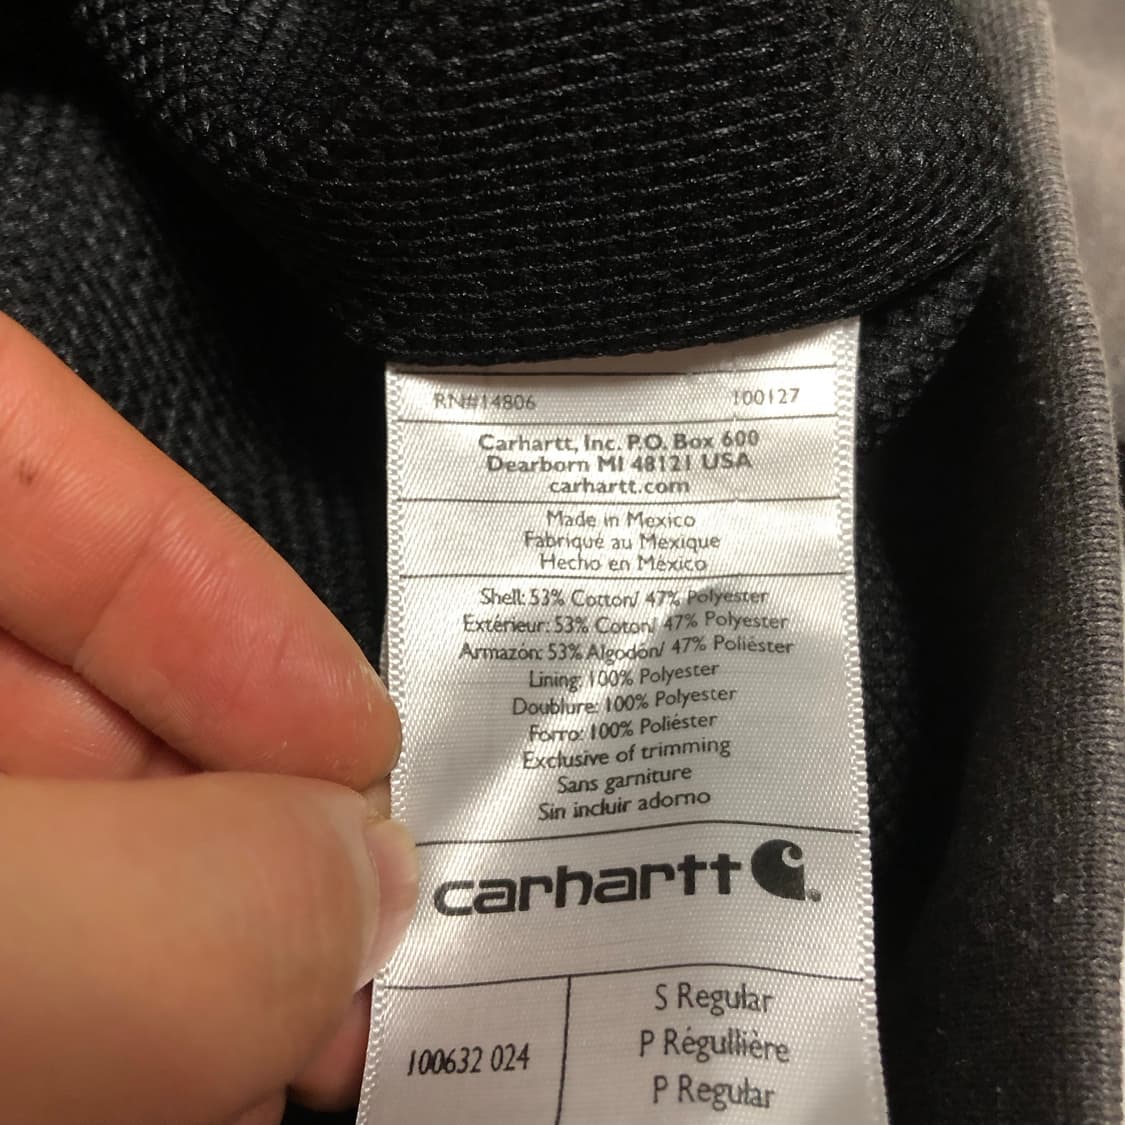 RN#14806 100127
Carhartt, Inc. P.O. Box 600
Dearborn MI 48121 USA
carhartt.com
Made in Mexico
Fabriqué au Mexique
Hecho en México
Shell: 53% Cotton/ 47% Polyester
Extérieur: 53% Coton/ 47% Polyester
Armazón: 53% Algodón/ 47% Poliéster
Lining: 100% Polyester
Doublure: 100% Polyester
Forro: 100% Poliéster
Exclusive of trimming
Sans garniture
Sin incluir adorno
carhartt
100632 024
S Regular
P Régullière
P Regular